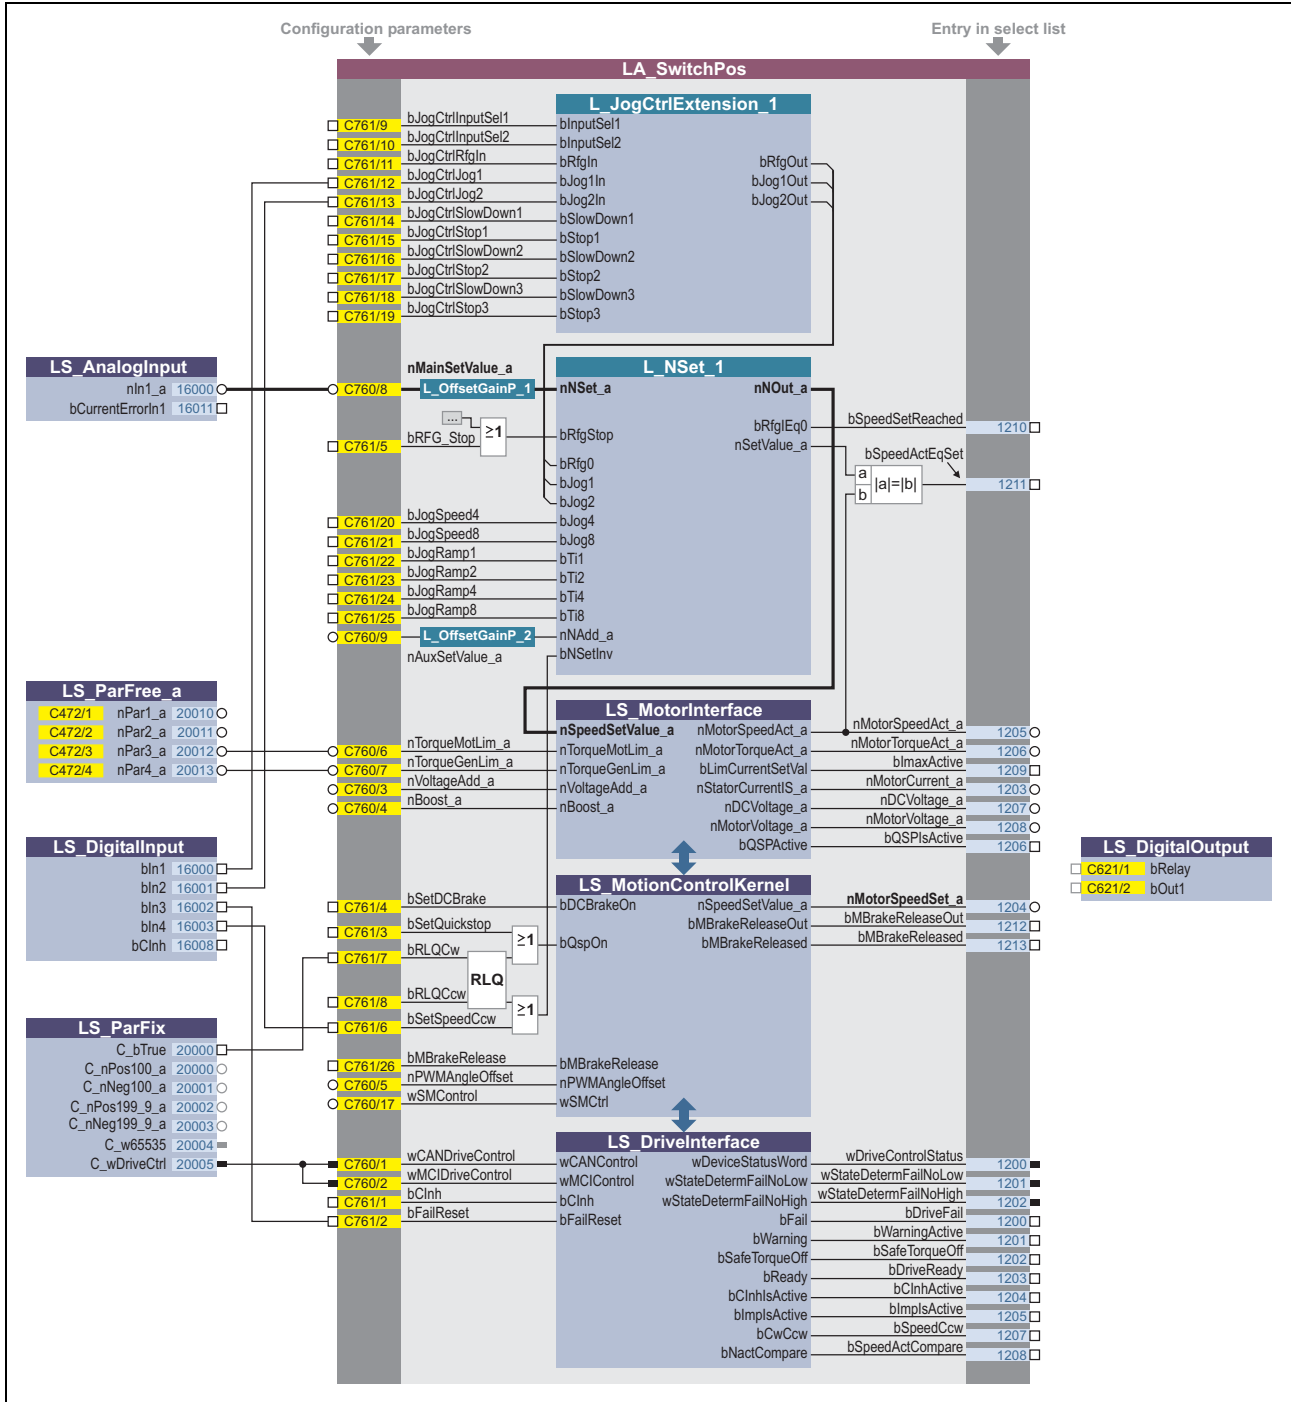 Configuration parameters Entry in select list
LA_SwitchPos
L_JogCtrlExtension_1
C761/9 bJogCtrlInputSel1 bInputSel1
C761/10 bJogCtrlInputSel2 bInputSel2
C761/11 bJogCtrlRfgIn bRfgIn bRfgOut
C761/12 bJogCtrlJog1 bJog1In bJog1Out
C761/13 bJogCtrlJog2 bJog2In bJog2Out
C761/14 bJogCtrlSlowDown1 bSlowDown1
C761/15 bJogCtrlStop1 bStop1
C761/16 bJogCtrlSlowDown2 bSlowDown2
C761/17 bJogCtrlStop2 bStop2
C761/18 bJogCtrlSlowDown3 bSlowDown3
C761/19 bJogCtrlStop3 bStop3
LS_AnalogInput
nIn1_a 16000
bCurrentErrorIn1 16011
nMainSetValue_a
L_NSet_1
C760/8 L_OffsetGainP_1 nNSet_a nNOut_a
...
≥1
C761/5 bRFG_Stop bRfgStop
bRfgIEq0 bSpeedSetReached 1210
nSetValue_a
bSpeedActEqSet
a
b
|a|=|b|
1211
bRfg0
bJog1
bJog2
C761/20 bJogSpeed4 bJog4
C761/21 bJogSpeed8 bJog8
C761/22 bJogRamp1 bTi1
C761/23 bJogRamp2 bTi2
C761/24 bJogRamp4 bTi4
C761/25 bJogRamp8 bTi8
C760/9 L_OffsetGainP_2 nNAdd_a
nAuxSetValue_a bNSetInv
LS_ParFree_a
C472/1 nPar1_a 20010
C472/2 nPar2_a 20011
C472/3 nPar3_a 20012
C472/4 nPar4_a 20013
LS_MotorInterface
nSpeedSetValue_a nMotorSpeedAct_a nMotorSpeedAct_a 1205
C760/6 nTorqueMotLim_a nTorqueMotLim_a nMotorTorqueAct_a nMotorTorqueAct_a 1206
C760/7 nTorqueGenLim_a nTorqueGenLim_a bLimCurrentSetVal bImaxActive 1209
C760/3 nVoltageAdd_a nVoltageAdd_a nStatorCurrentIS_a nMotorCurrent_a 1203
C760/4 nBoost_a nBoost_a nDCVoltage_a nDCVoltage_a 1207
nMotorVoltage_a nMotorVoltage_a 1208
bQSPActive bQSPIsActive 1206
LS_DigitalInput
bIn1 16000
bIn2 16001
bIn3 16002
bIn4 16003
bCInh 16008
LS_DigitalOutput
C621/1 bRelay
C621/2 bOut1
LS_MotionControlKernel
C761/4 bSetDCBrake bDCBrakeOn nSpeedSetValue_a nMotorSpeedSet_a 1204
C761/3 bSetQuickstop bMBrakeReleaseOut bMBrakeReleaseOut 1212
≥1 bQspOn bMBrakeReleased bMBrakeReleased 1213
C761/7 bRLQCw
RLQ
C761/8 bRLQCcw
≥1
C761/6 bSetSpeedCcw
C761/26 bMBrakeRelease bMBrakeRelease
C760/5 nPWMAngleOffset nPWMAngleOffset
C760/17 wSMControl wSMCtrl
LS_ParFix
C_bTrue 20000
C_nPos100_a 20000
C_nNeg100_a 20001
C_nPos199_9_a 20002
C_nNeg199_9_a 20003
C_w65535 20004
C_wDriveCtrl 20005
LS_DriveInterface
C760/1 wCANDriveControl wCANControl wDeviceStatusWord wDriveControlStatus 1200
C760/2 wMCIDriveControl wMCIControl wStateDetermFailNoLow wStateDetermFailNoLow 1201
C761/1 bCInh bCInh wStateDetermFailNoHigh wStateDetermFailNoHigh 1202
C761/2 bFailReset bFailReset bFail bDriveFail 1200
bWarning bWarningActive 1201
bSafeTorqueOff bSafeTorqueOff 1202
bReady bDriveReady 1203
bCInhIsActive bCInhActive 1204
bImpIsActive bImpIsActive 1205
bCwCcw bSpeedCcw 1207
bNactCompare bSpeedActCompare 1208